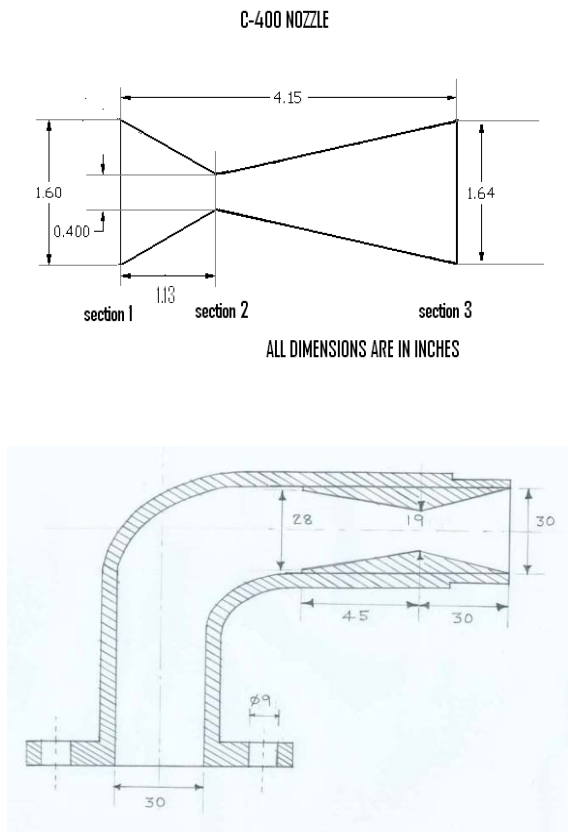 C-400 NOZZLE
4.15
1.60
1.64
0.400
1.13
section 1
section 2
section 3
ALL DIMENSIONS ARE IN INCHES
28
19
30
45
30
ø9
30